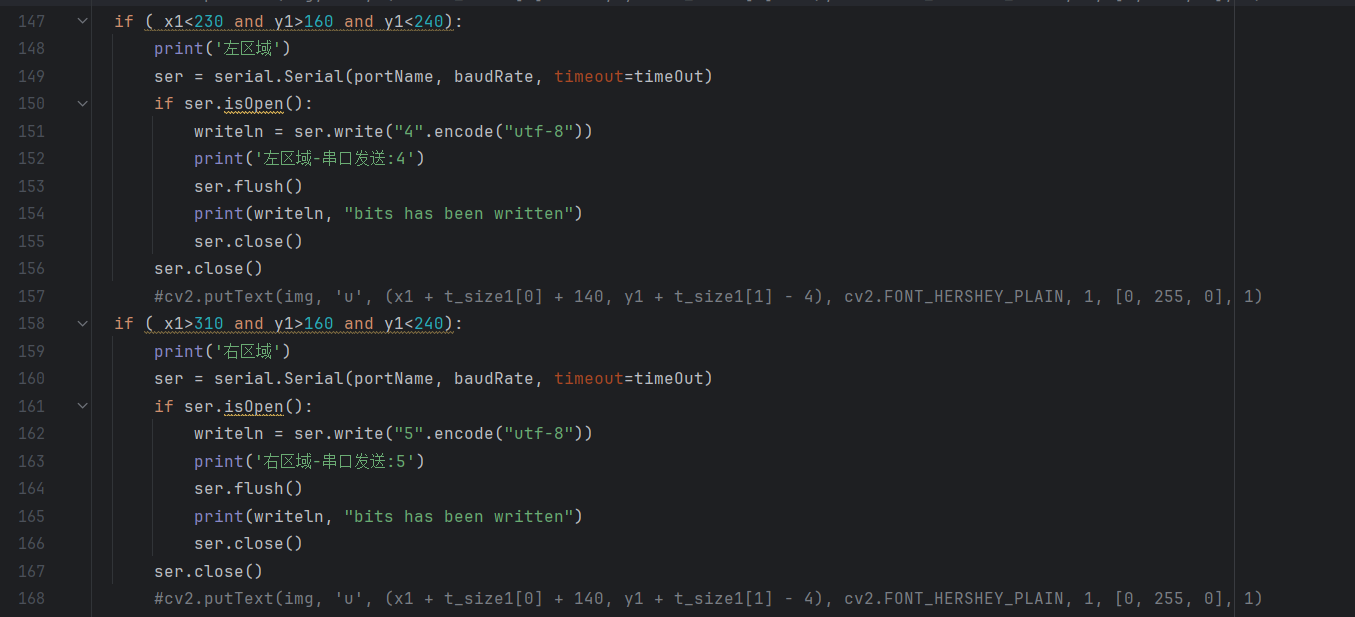 147 if ( x1<230 and y1>160 and y1<240):
148 print('左区域')
149 ser = serial.Serial(portName, baudRate, timeout=timeOut)
150 if ser.isOpen():
151 writeln = ser.write("4".encode("utf-8"))
152 print('左区域-串口发送:4')
153 ser.flush()
154 print(writeln, "bits has been written")
155 ser.close()
156 ser.close()
157 #cv2.putText(img, 'u', (x1 + t_size1[0] + 140, y1 + t_size1[1] - 4), cv2.FONT_HERSHEY_PLAIN, 1, [0, 255, 0], 1)
158 if ( x1>310 and y1>160 and y1<240):
159 print('右区域')
160 ser = serial.Serial(portName, baudRate, timeout=timeOut)
161 if ser.isOpen():
162 writeln = ser.write("5".encode("utf-8"))
163 print('右区域-串口发送:5')
164 ser.flush()
165 print(writeln, "bits has been written")
166 ser.close()
167 ser.close()
168 #cv2.putText(img, 'u', (x1 + t_size1[0] + 140, y1 + t_size1[1] - 4), cv2.FONT_HERSHEY_PLAIN, 1, [0, 255, 0], 1)